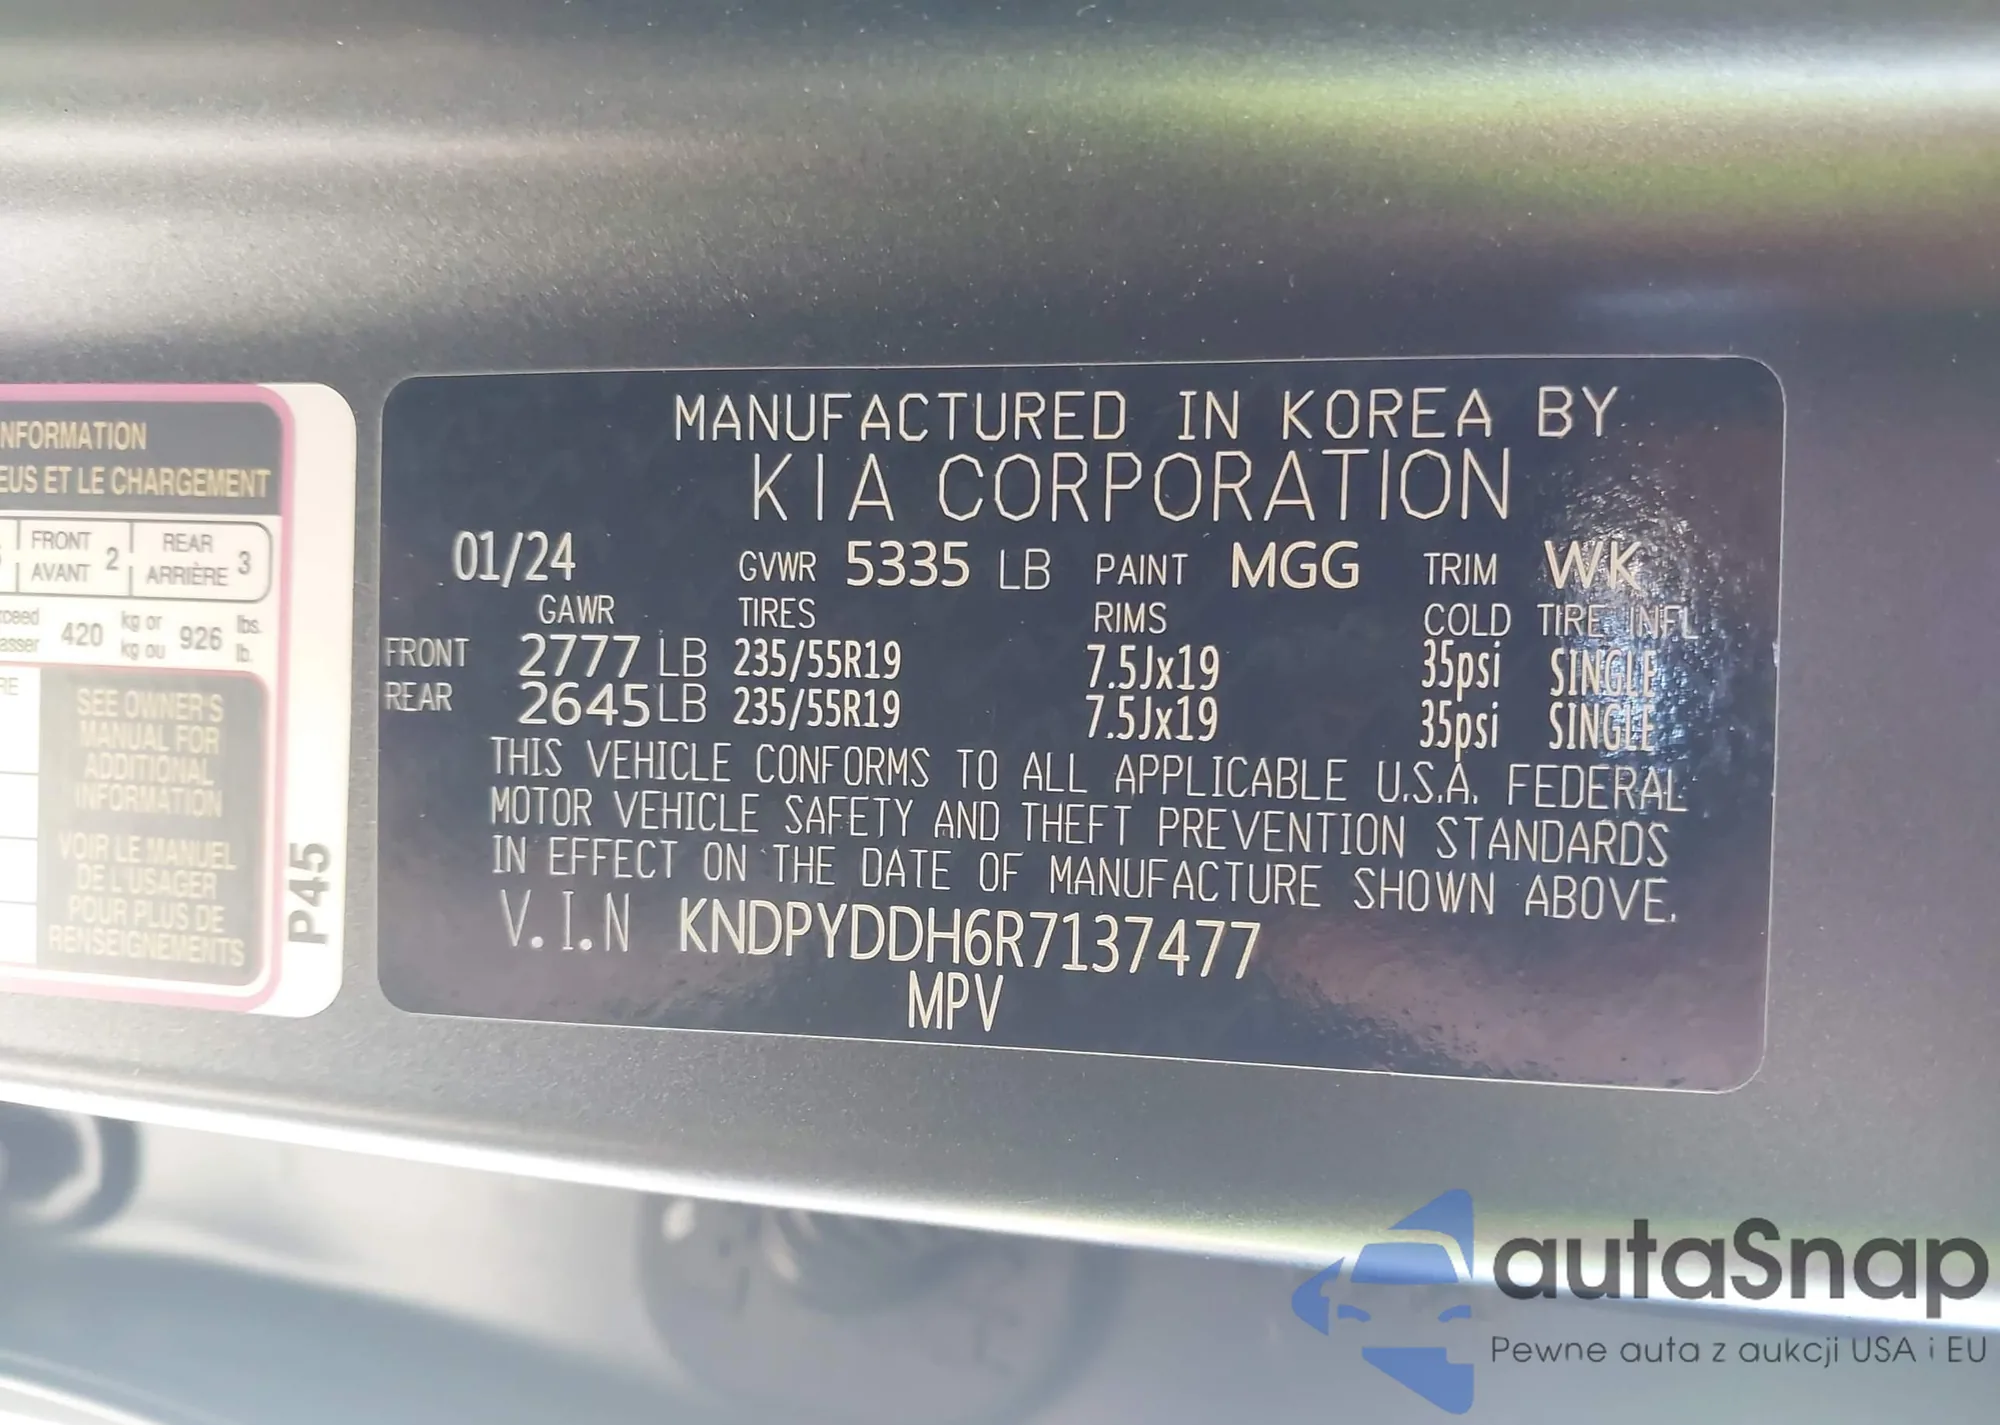 NFORMATION
EUS ET LE CHARGEMENT
FRONT
AVANT 2
REAR
ARRIÈRE 3
420 kg or
kg ou 926 lbs.
lb.
SEE OWNER'S
MANUAL FOR
ADDITIONAL
INFORMATION
VOIR LE MANUEL
DE L'USAGER
POUR PLUS DE
RENSEIGNEMENTS
P45
MANUFACTURED IN KOREA BY
KIA CORPORATION
01/24 GVWR 5335 LB PAINT MGG TRIM WK
GAWR TIRES RIMS COLD TIRE INFL
FRONT 2777 LB 235/55R19 7.5Jx19 35psi SINGLE
REAR 2645LB 235/55R19 7.5Jx19 35psi SINGLE
THIS VEHICLE CONFORMS TO ALL APPLICABLE U.S.A. FEDERAL
MOTOR VEHICLE SAFETY AND THEFT PREVENTION STANDARDS
IN EFFECT ON THE DATE OF MANUFACTURE SHOWN ABOVE.
V.I.N KNDPYDDH6R7137477
MPV
autaSnap
Pewne auta z aukcji USA i EU